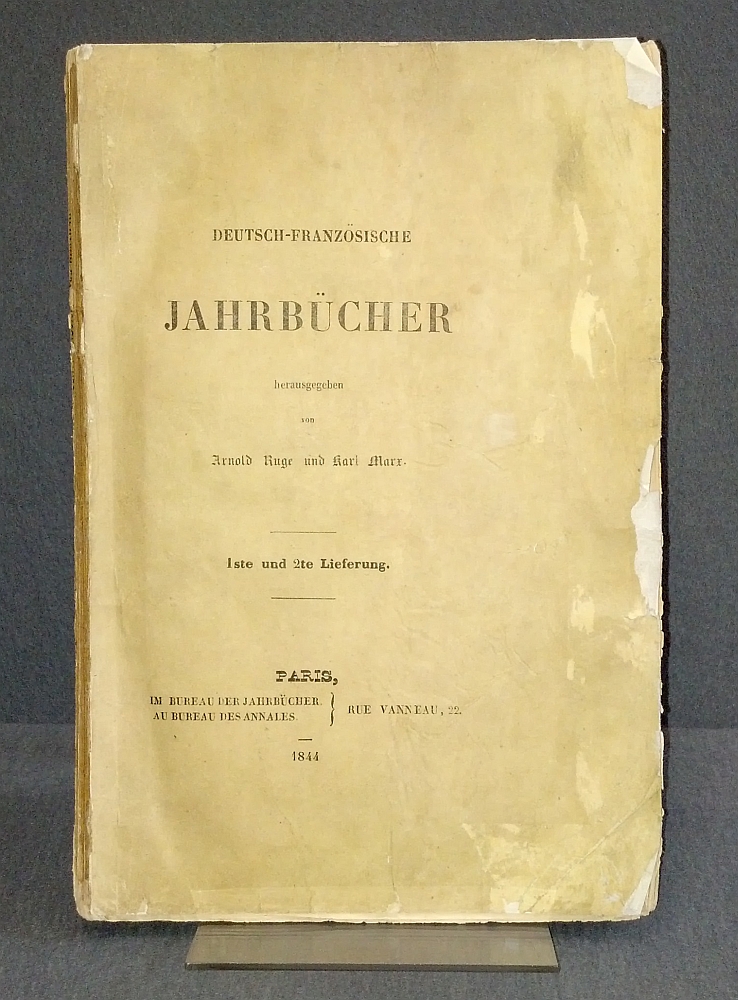 DEUTSCH-FRANZÖSISCHE
JAHRBÜCHER
herausgegeben
von
Arnold Ruge und Karl Marx.
1ste und 2te Lieferung.
PARIS,
IM BUREAU DER JAHRBÜCHER.
AU BUREAU DES ANNALES.
RUE VANNEAU, 22.
1844